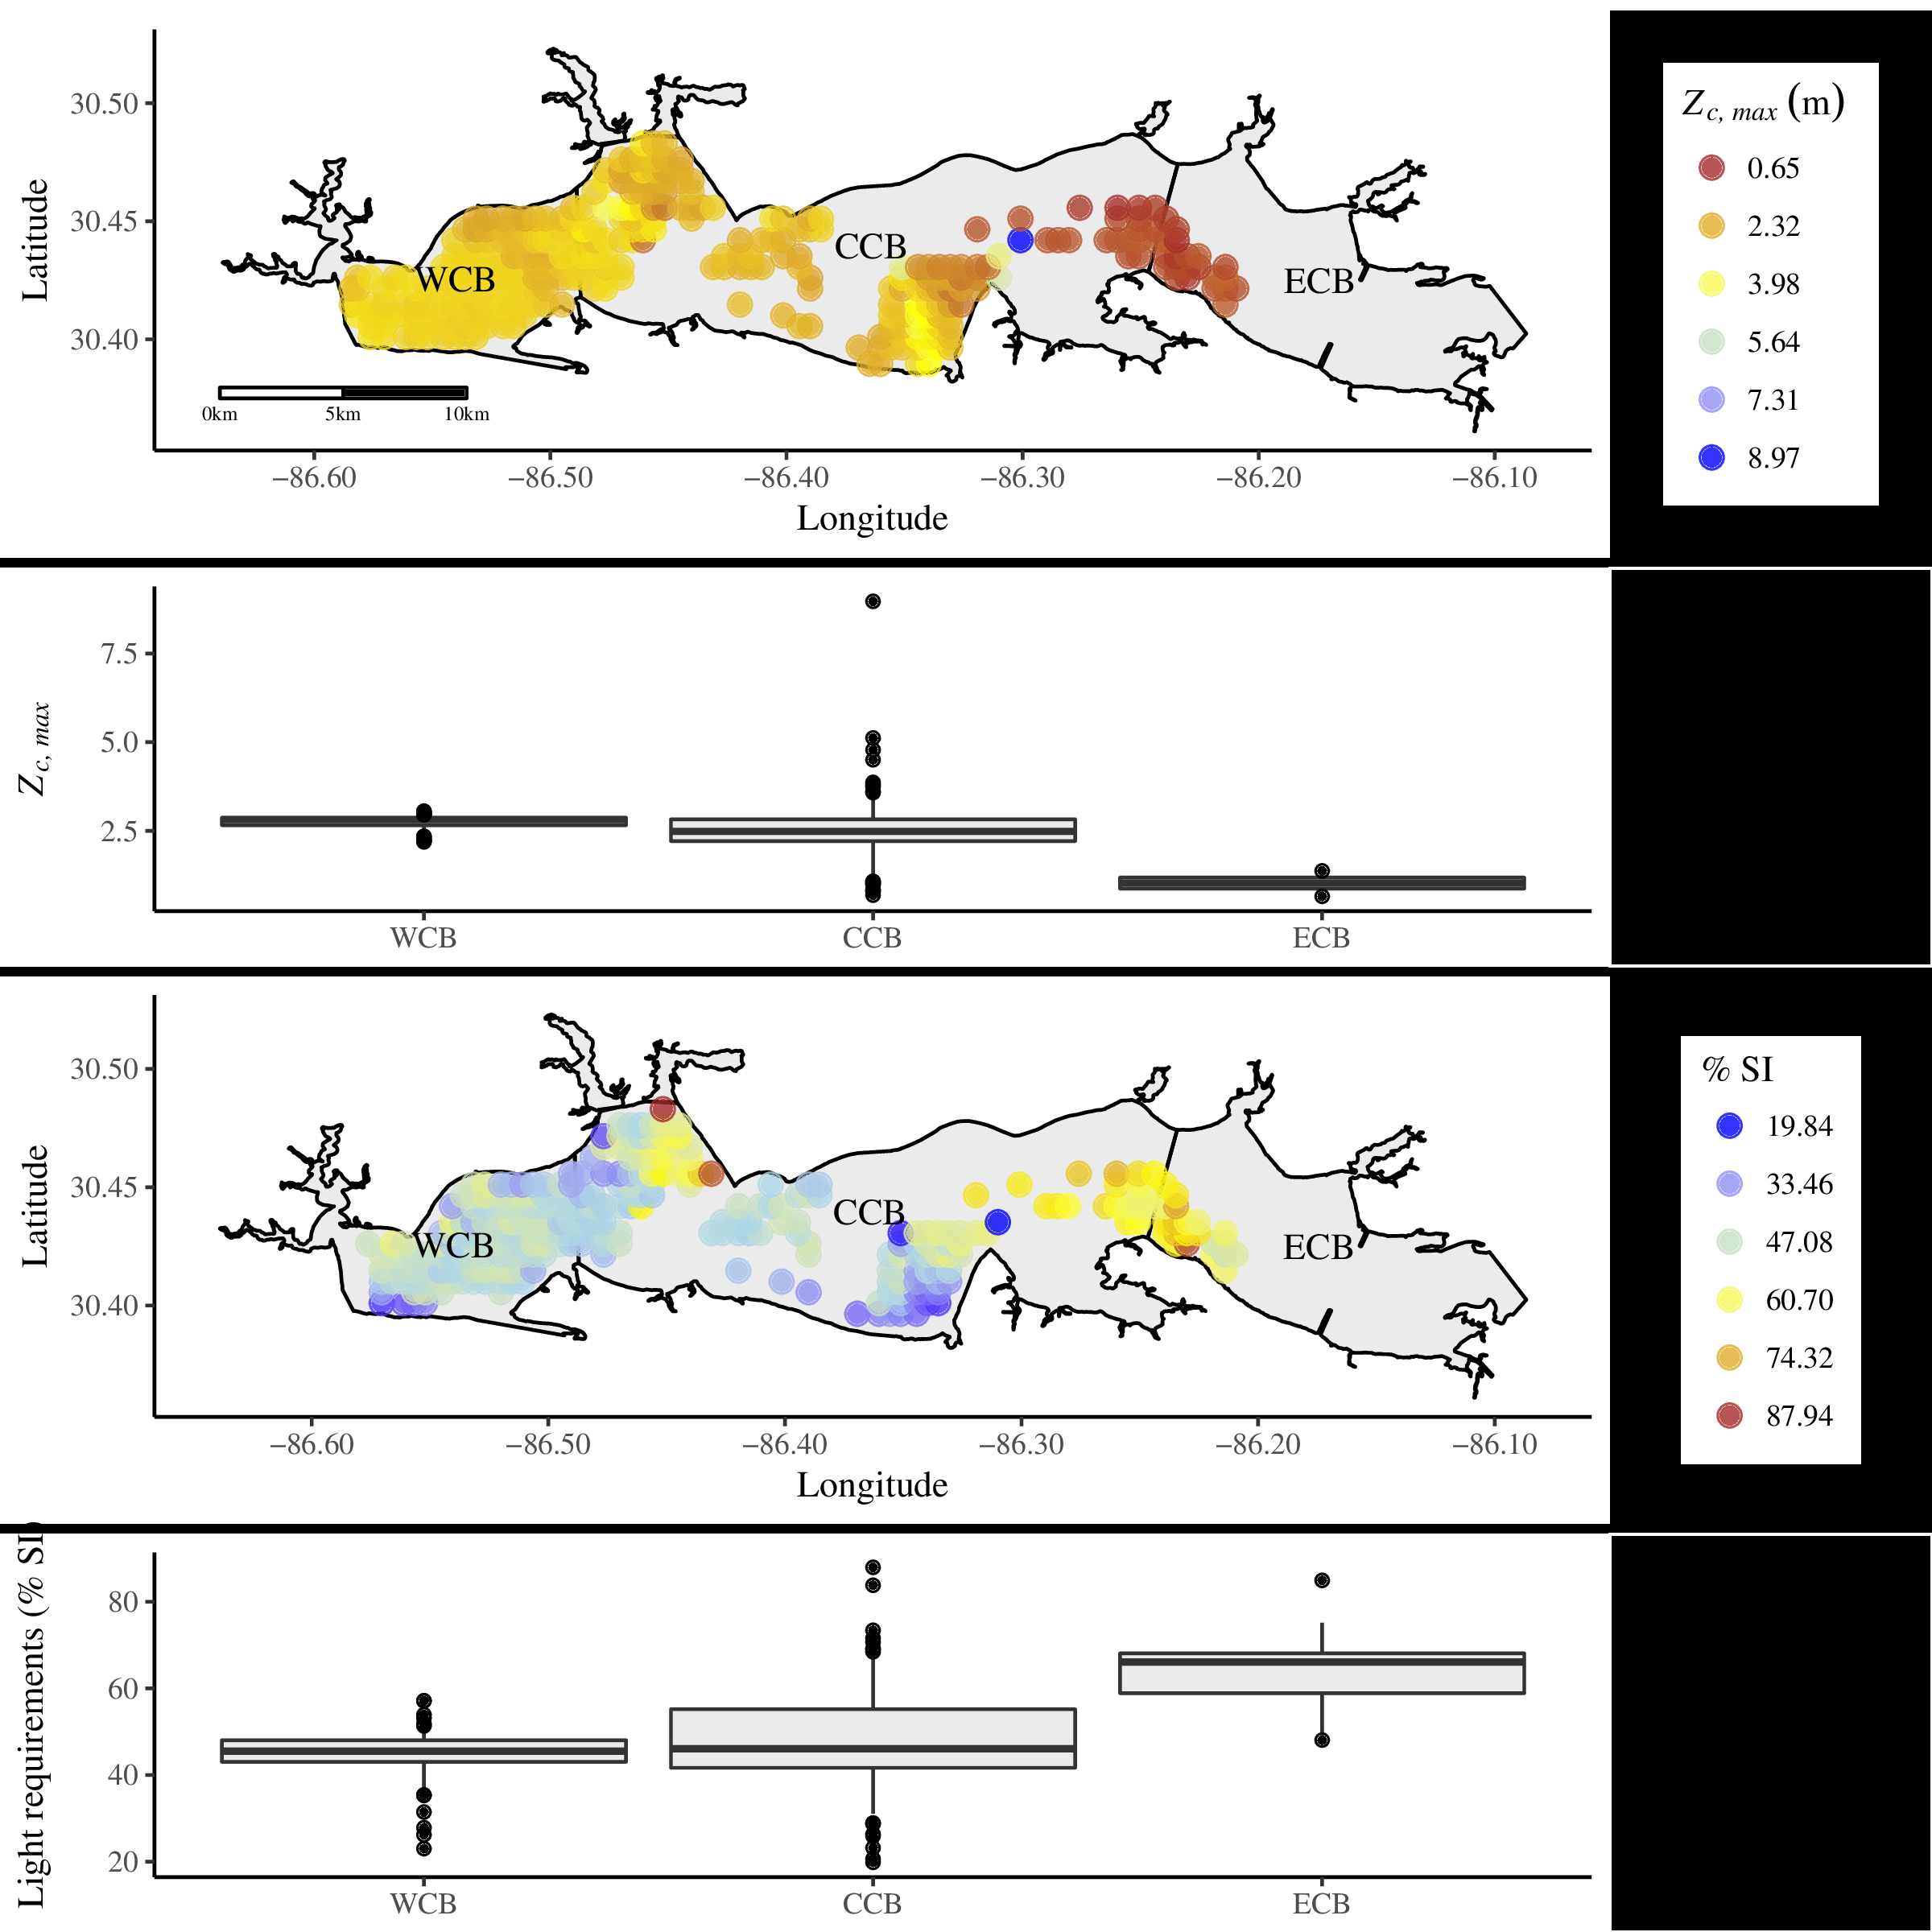 30.50
30.45
30.40
Latitude
WCB
CCB
ECB
0km 5km 10km
−86.60 −86.50 −86.40 −86.30 −86.20 −86.10
Longitude
Zc, max (m)
0.65
2.32
3.98
5.64
7.31
8.97
7.5
5.0
2.5
Zc, max
WCB CCB ECB
30.50
30.45
30.40
Latitude
WCB
CCB
ECB
−86.60 −86.50 −86.40 −86.30 −86.20 −86.10
Longitude
% SI
19.84
33.46
47.08
60.70
74.32
87.94
80
60
40
20
Light requirements (% SI)
WCB CCB ECB